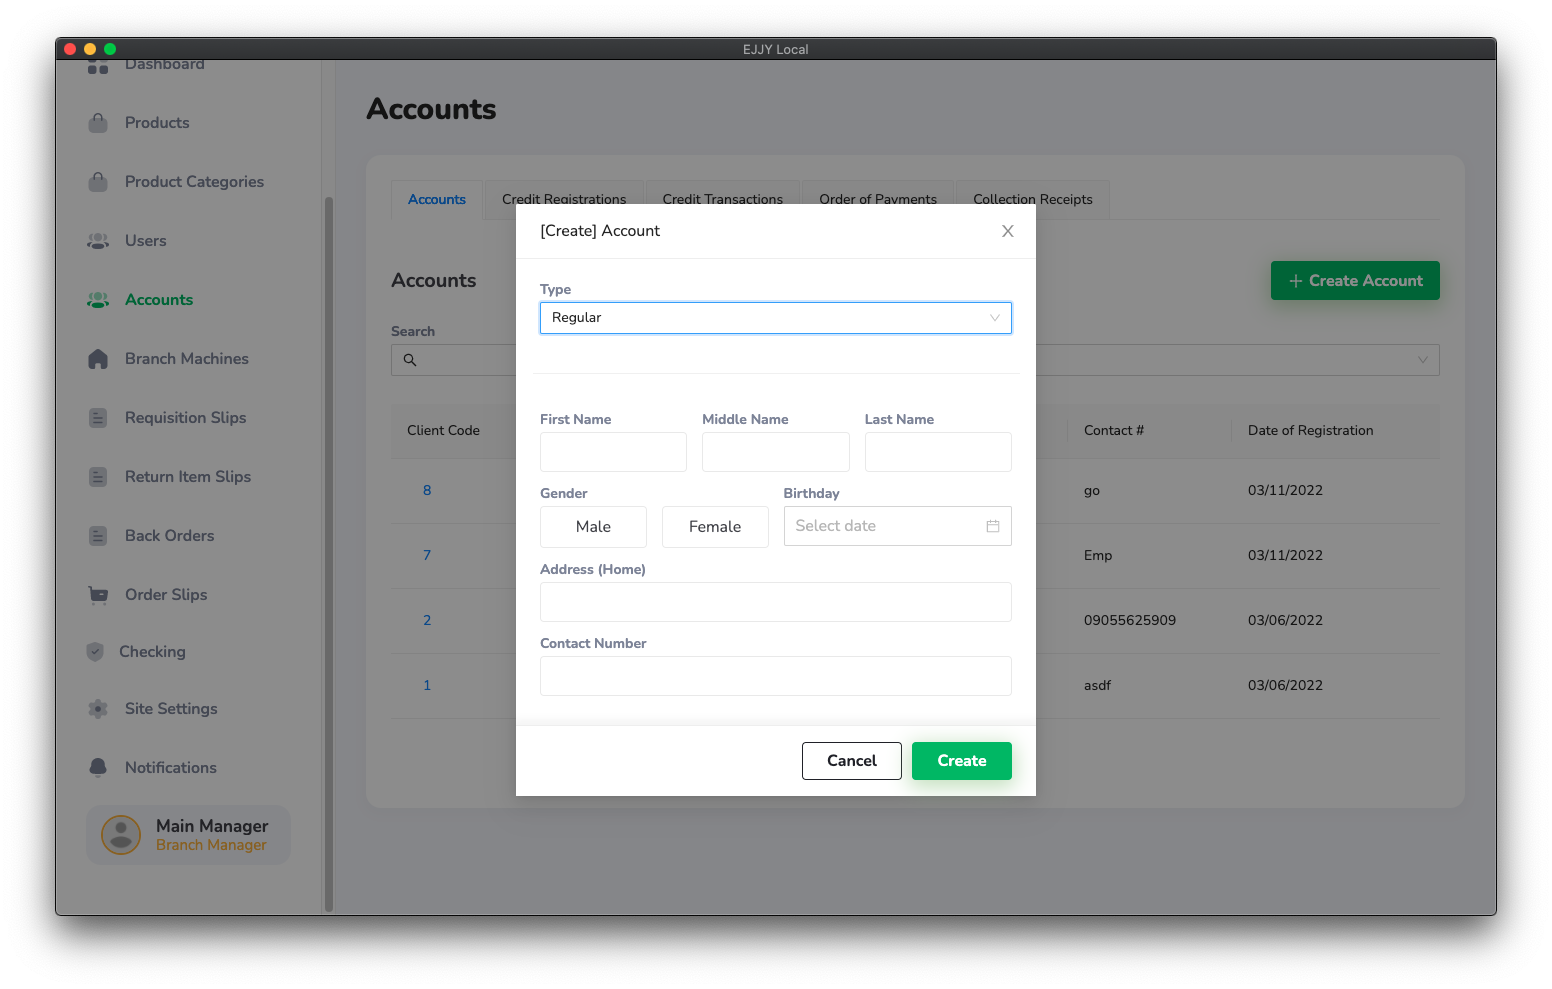 EJJY Local
Dashboard
Products
Product Categories
Users
Accounts
Branch Machines
Requisition Slips
Return Item Slips
Back Orders
Order Slips
Checking
Site Settings
Notifications
Main Manager
Branch Manager
Accounts
Accounts Credit Registrations Credit Transactions Order of Payments Collection Receipts
Accounts
+ Create Account
Search
Client Code Contact # Date of Registration
8 go 03/11/2022
7 Emp 03/11/2022
2 09055625909 03/06/2022
1 asdf 03/06/2022
[Create] Account X
Type
Regular
First Name Middle Name Last Name
Gender Birthday
Male Female Select date
Address (Home)
Contact Number
Cancel Create